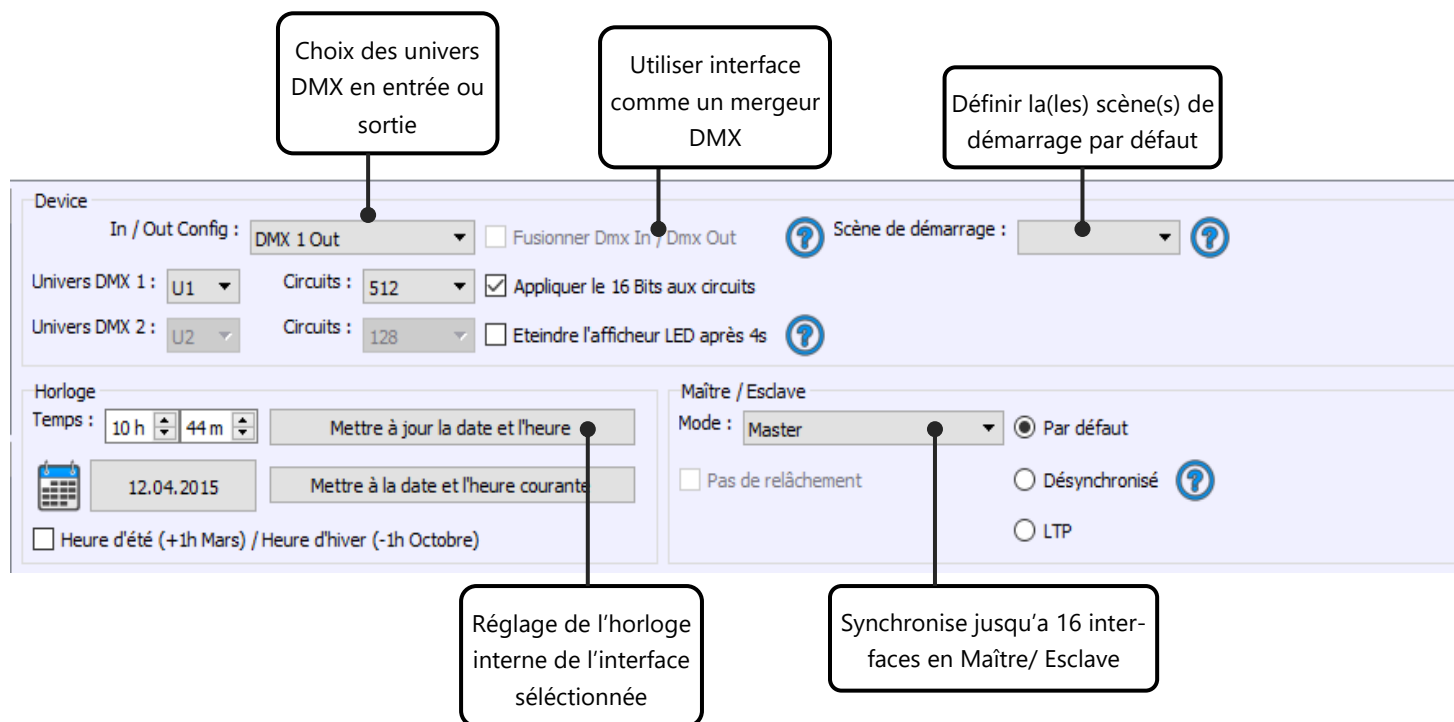 Choix des univers
DMX en entrée ou
sortie
Utiliser interface
comme un mergeur
DMX
Définir la(les) scène(s) de
démarrage par défaut
Device
In / Out Config : DMX 1 Out Fusionner Dmx In / Dmx Out ? Scène de démarrage : ?
Univers DMX 1 : U1 Circuits : 512 Appliquer le 16 Bits aux circuits
Univers DMX 2 : U2 Circuits : 128 Eteindre l'afficheur LED après 4s ?
Horloge
Temps : 10 h 44 m Mettre à jour la date et l'heure
12.04.2015 Mettre à la date et l'heure courante
Heure d'été (+1h Mars) / Heure d'hiver (-1h Octobre)
Maître / Esclave
Mode : Master Par défaut
Pas de relâchement Désynchronisé ?
LTP
Réglage de l’horloge
interne de l’interface
séléctionnée
Synchronise jusqu’a 16 inter-
faces en Maître/ Esclave